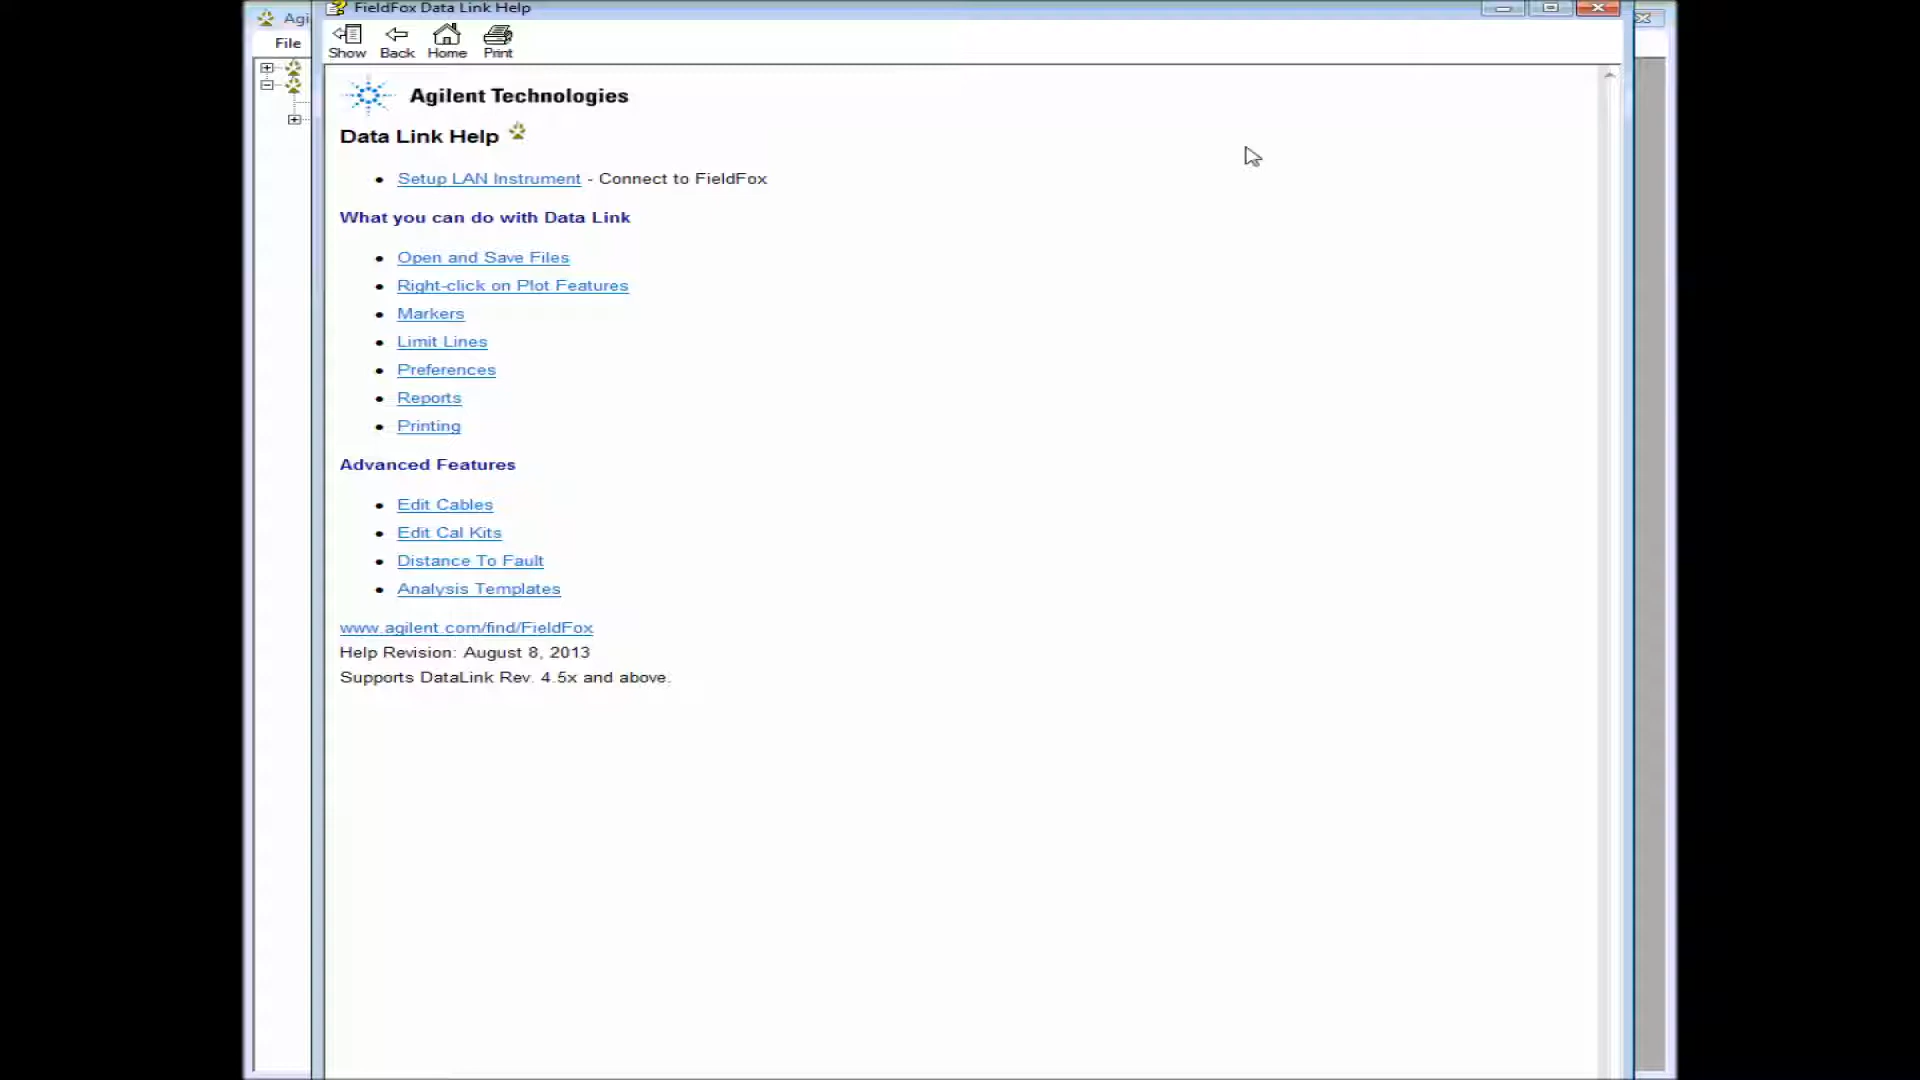 Agi
FieldFox Data Link Help
File
Show Back Home Print
Agilent Technologies
Data Link Help
Setup LAN Instrument - Connect to FieldFox
What you can do with Data Link
Open and Save Files
Right-click on Plot Features
Markers
Limit Lines
Preferences
Reports
Printing
Advanced Features
Edit Cables
Edit Cal Kits
Distance To Fault
Analysis Templates
www.agilent.com/find/FieldFox
Help Revision: August 8, 2013
Supports DataLink Rev. 4.5x and above.